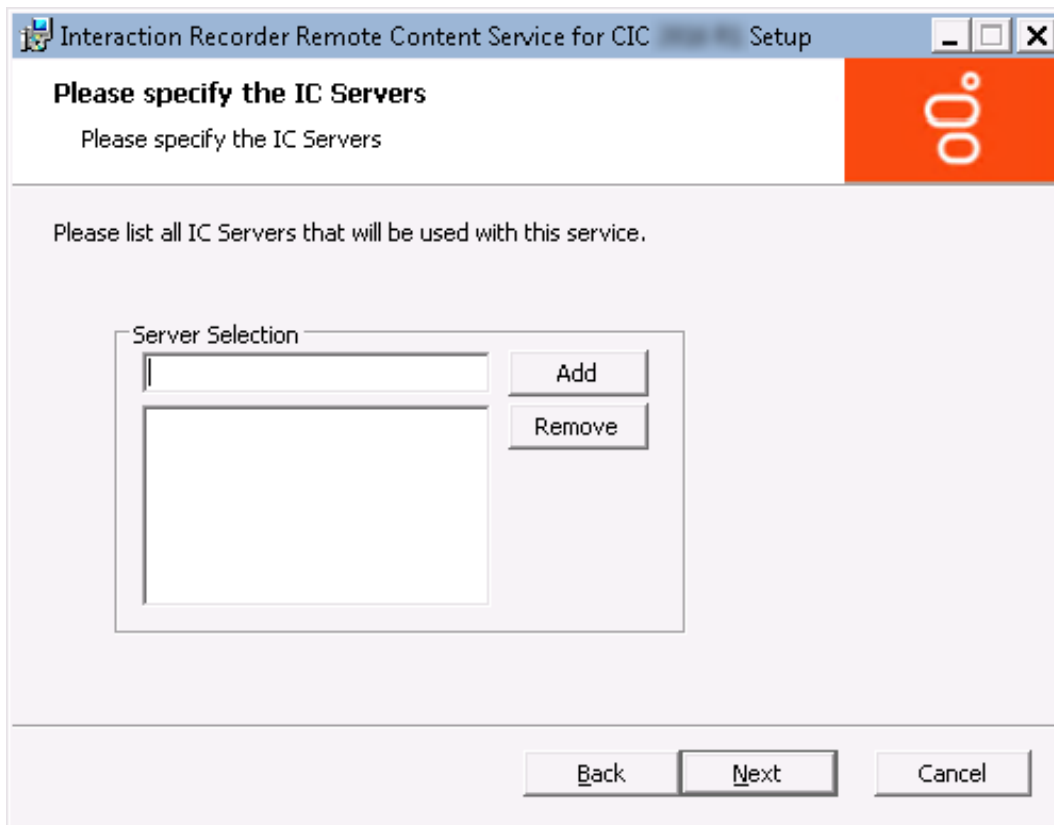 Interaction Recorder Remote Content Service for CIC Setup
Please specify the IC Servers
Please specify the IC Servers
Please list all IC Servers that will be used with this service.
Server Selection
Add
Remove
Back
Next
Cancel